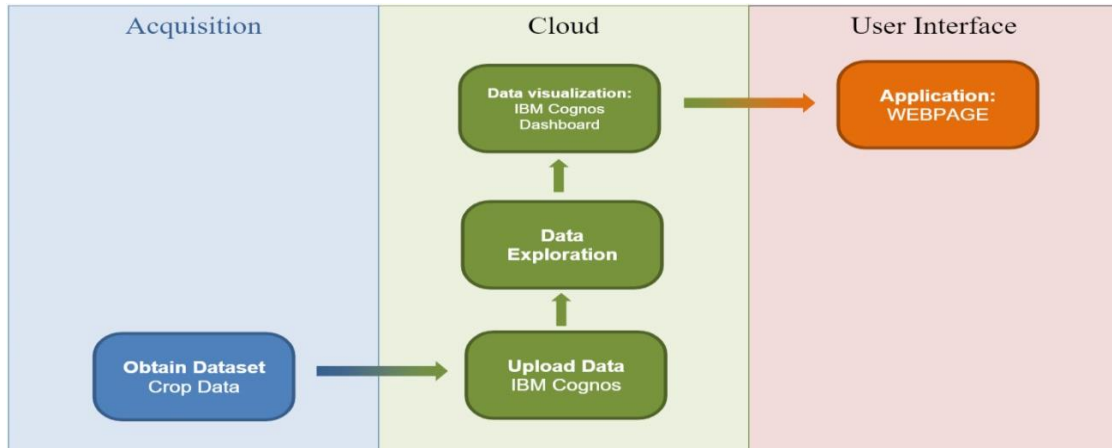 Acquisition
Cloud
User Interface
Data visualization:
IBM Cognos
Dashboard
Application:
WEBPAGE
Data
Exploration
Obtain Dataset
Crop Data
Upload Data
IBM Cognos